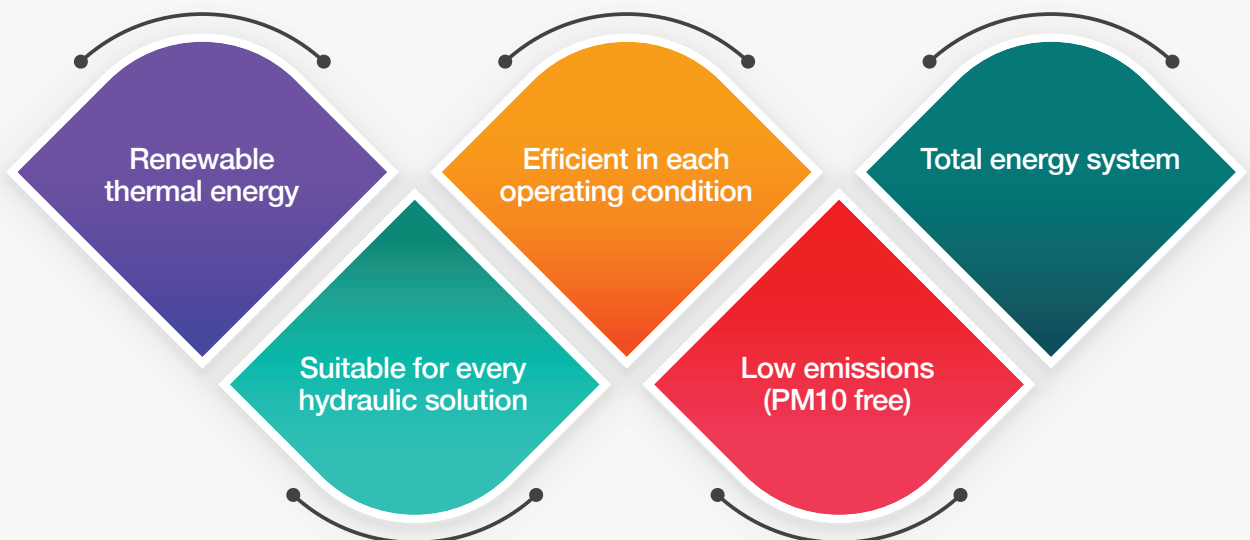 Renewable
thermal energy
Efficient in each
operating condition
Total energy system
Suitable for every
hydraulic solution
Low emissions
(PM10 free)